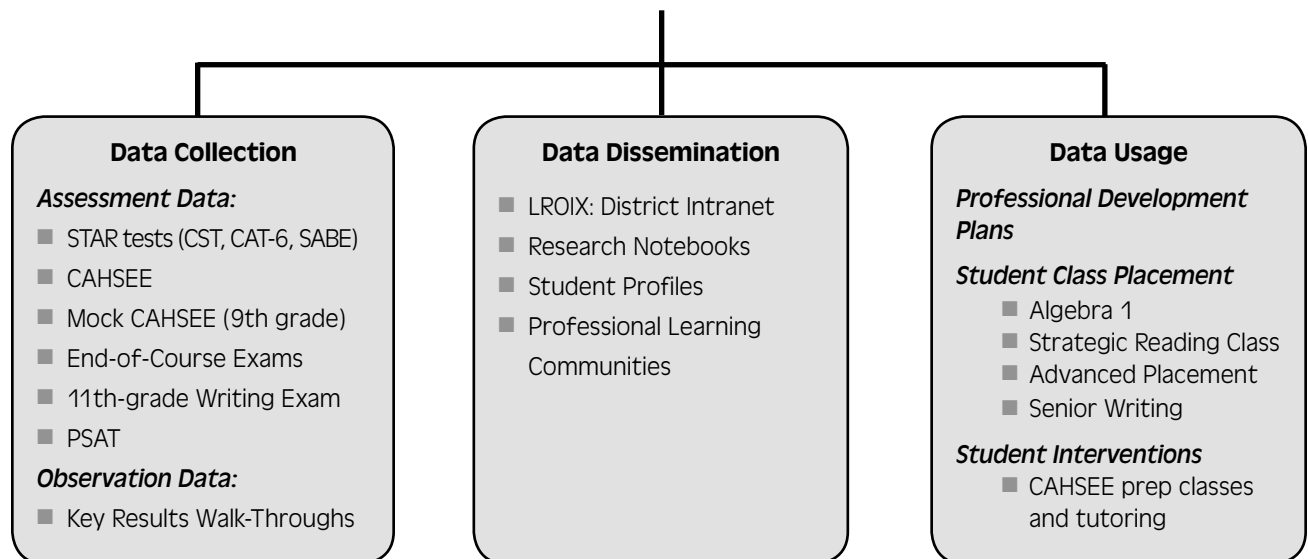 Data Collection
Assessment Data:
STAR tests (CST, CAT-6, SABE)
CAHSEE
Mock CAHSEE (9th grade)
End-of-Course Exams
11th-grade Writing Exam
PSAT
Observation Data:
Key Results Walk-Throughs
Data Dissemination
LROIX: District Intranet
Research Notebooks
Student Profiles
Professional Learning
Communities
Data Usage
Professional Development
Plans
Student Class Placement
Algebra 1
Strategic Reading Class
Advanced Placement
Senior Writing
Student Interventions
CAHSEE prep classes
and tutoring